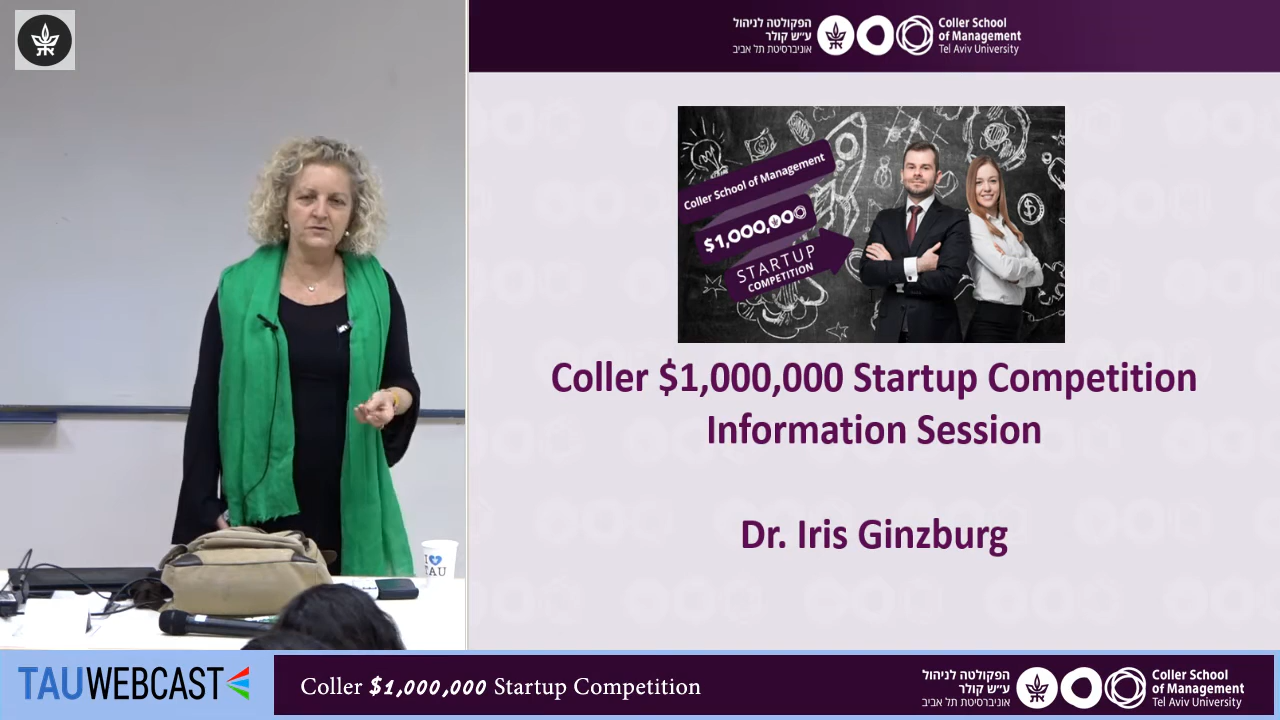 הפקולטה לניהול
ע״ש קולר
אוניברסיטת תל אביב
Coller School
of Management
Tel Aviv University
Coller School of Management
$1,000,000
STARTUP
COMPETITION
Coller $1,000,000 Startup Competition
Information Session
Dr. Iris Ginzburg
I
TAU
TAUWEBCAST
Coller $1,000,000 Startup Competition
הפקולטה לניהול
ע״ש קולר
אוניברסיטת תל אביב
Coller School
of Management
Tel Aviv University